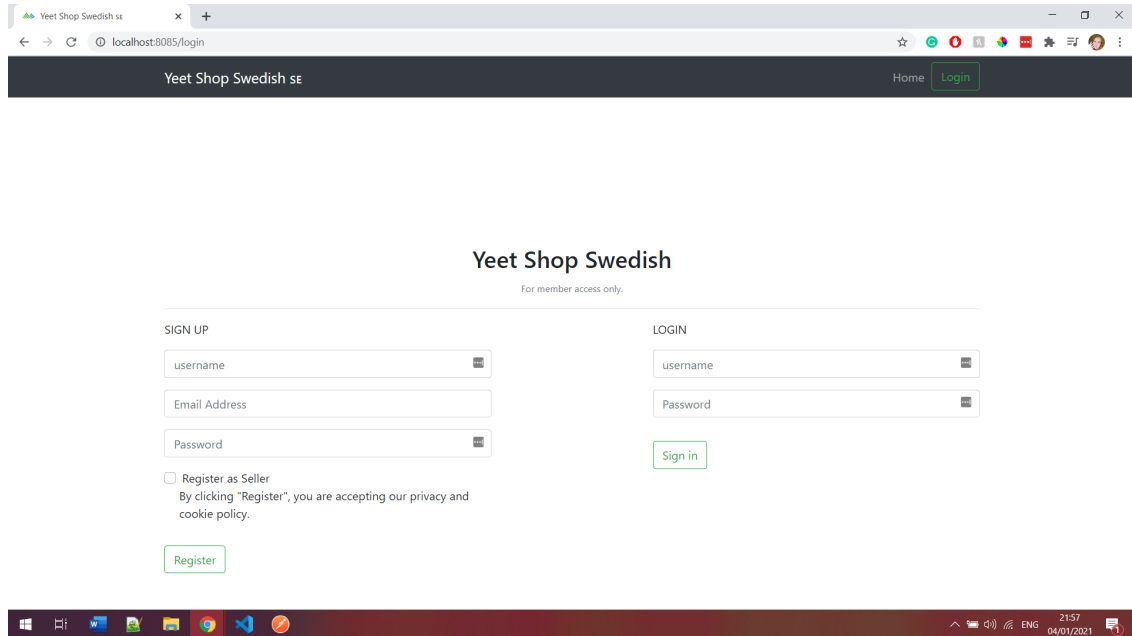 Yeet Shop Swedish SE
localhost:8085/login
Yeet Shop Swedish SE
Home
Login
Yeet Shop Swedish
For member access only.
SIGN UP
username
Email Address
Password
Register as Seller
By clicking "Register", you are accepting our privacy and
cookie policy.
Register
LOGIN
username
Password
Sign in
ENG
21:57
04/01/2021